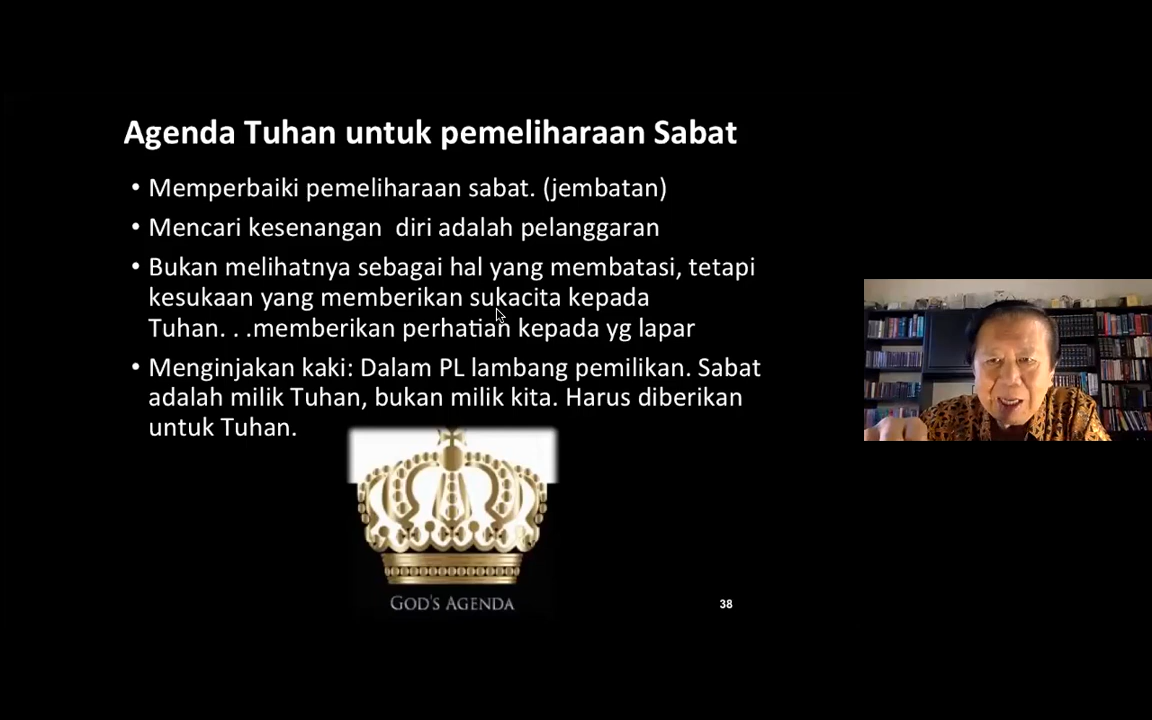 Agenda Tuhan untuk pemeliharaan Sabat
• Memperbaiki pemeliharaan sabat. (jembatan)
• Mencari kesenangan  diri adalah pelanggaran
• Bukan melihatnya sebagai hal yang membatasi, tetapi
kesukaan yang memberikan sukacita kepada
Tuhan. . .memberikan perhatian kepada yg lapar
• Menginjakan kaki: Dalam PL lambang pemilikan. Sabat
adalah milik Tuhan, bukan milik kita. Harus diberikan
untuk Tuhan.
GOD'S AGENDA
38